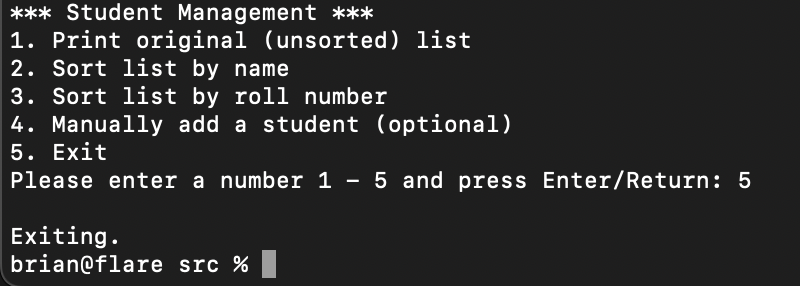 *** Student Management ***
1. Print original (unsorted) list
2. Sort list by name
3. Sort list by roll number
4. Manually add a student (optional)
5. Exit
Please enter a number 1 – 5 and press Enter/Return: 5
Exiting.
brian@flare src %